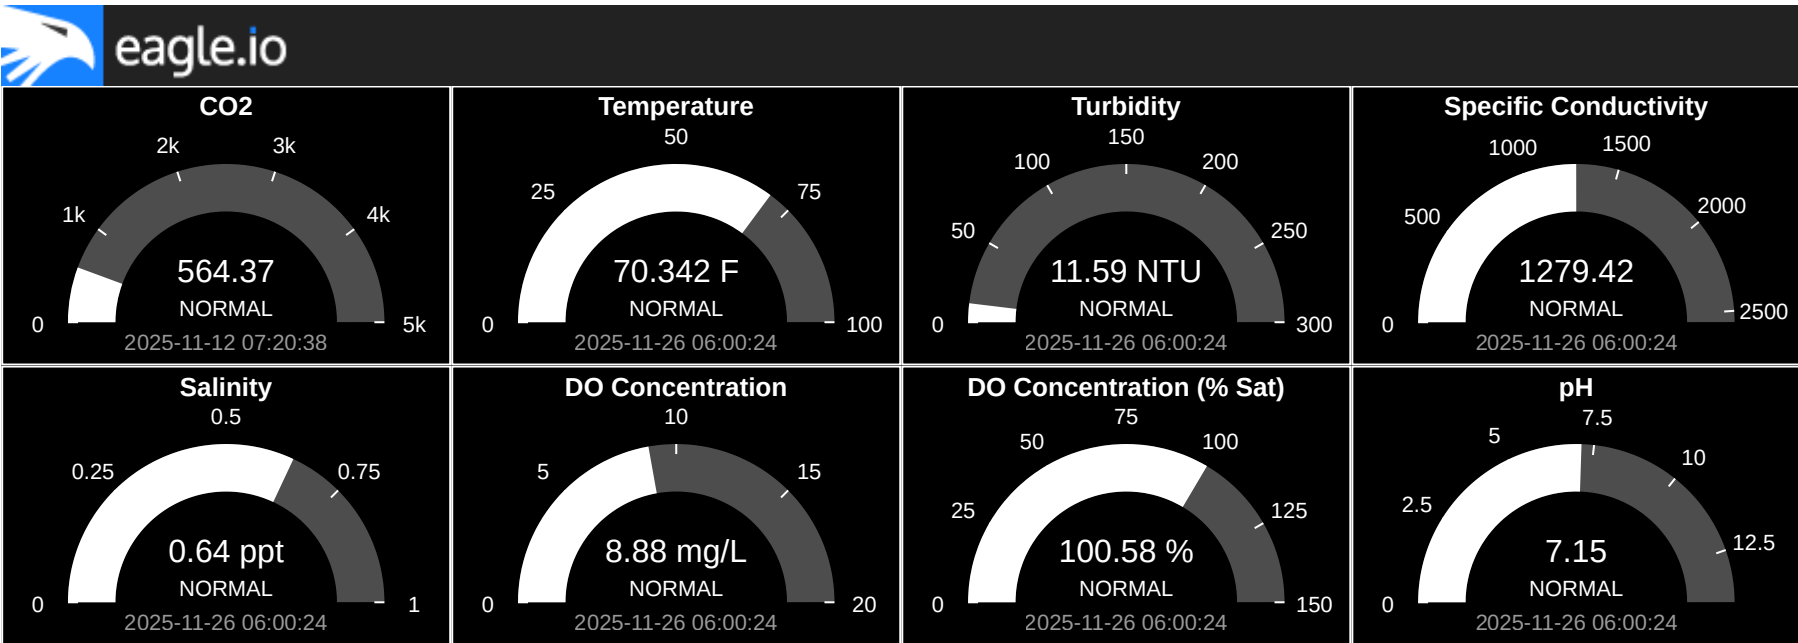 eagle.io
CO2
2k
3k
1k
4k
564.37
NORMAL
0
5k
2025-11-12 07:20:38
Temperature
50
25
75
70.342 F
NORMAL
0
100
2025-11-26 06:00:24
Turbidity
150
100
200
50
250
11.59 NTU
NORMAL
0
300
2025-11-26 06:00:24
Specific Conductivity
1000
1500
500
2000
1279.42
NORMAL
0
2500
2025-11-26 06:00:24
Salinity
0.5
0.25
0.75
0.64 ppt
NORMAL
0
1
2025-11-26 06:00:24
DO Concentration
10
5
15
8.88 mg/L
NORMAL
0
20
2025-11-26 06:00:24
DO Concentration (% Sat)
75
50
100
25
125
100.58 %
NORMAL
0
150
2025-11-26 06:00:24
pH
7.5
5
10
2.5
12.5
7.15
NORMAL
0
2025-11-26 06:00:24